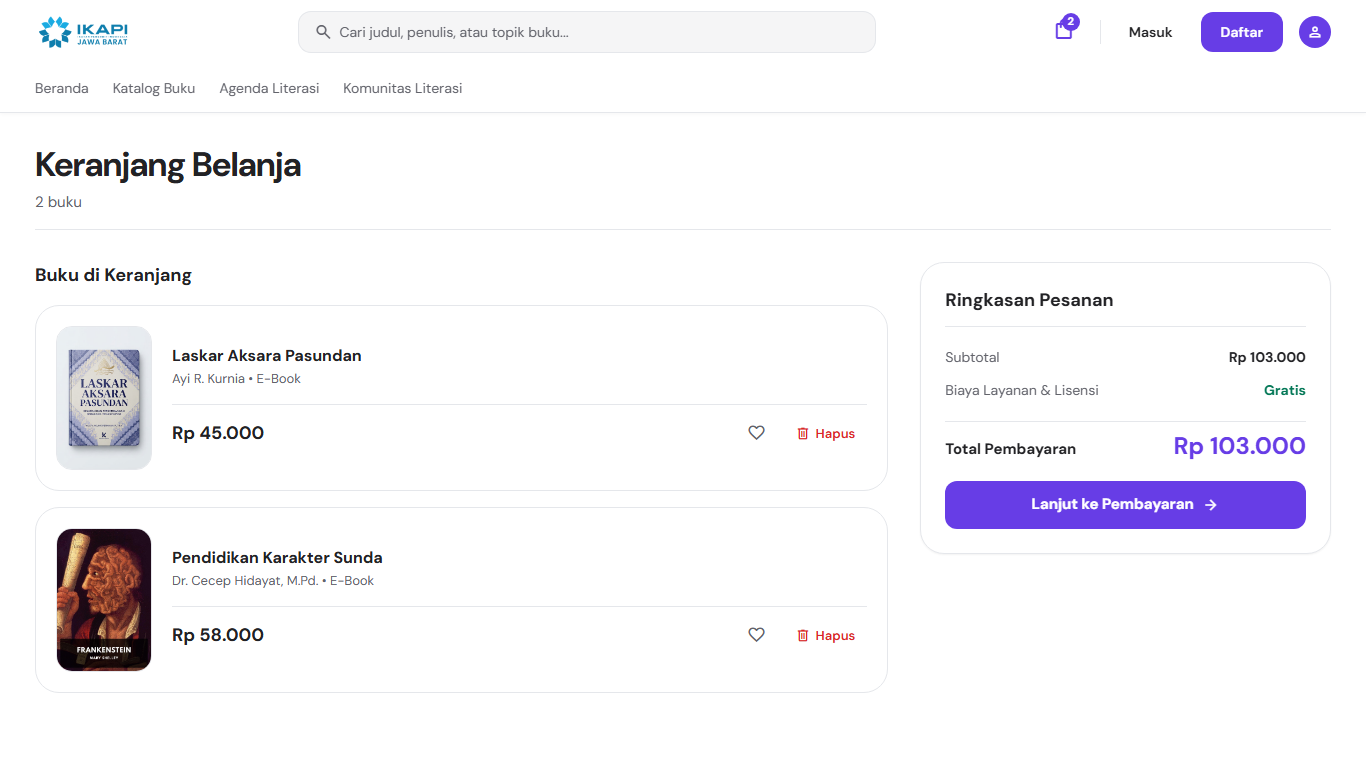 IKAPI
JAWA BARAT
Cari judul, penulis, atau topik buku...
2
Masuk
Daftar
Beranda
Katalog Buku
Agenda Literasi
Komunitas Literasi
Keranjang Belanja
2 buku
Buku di Keranjang
LASKAR
AKSARA
PASUNDAN
Laskar Aksara Pasundan
Ayi R. Kurnia • E-Book
Rp 45.000
Hapus
FRANKENSTEIN
MARY SHELLEY
Pendidikan Karakter Sunda
Dr. Cecep Hidayat, M.Pd. • E-Book
Rp 58.000
Hapus
Ringkasan Pesanan
Subtotal Rp 103.000
Biaya Layanan & Lisensi Gratis
Total Pembayaran Rp 103.000
Lanjut ke Pembayaran →